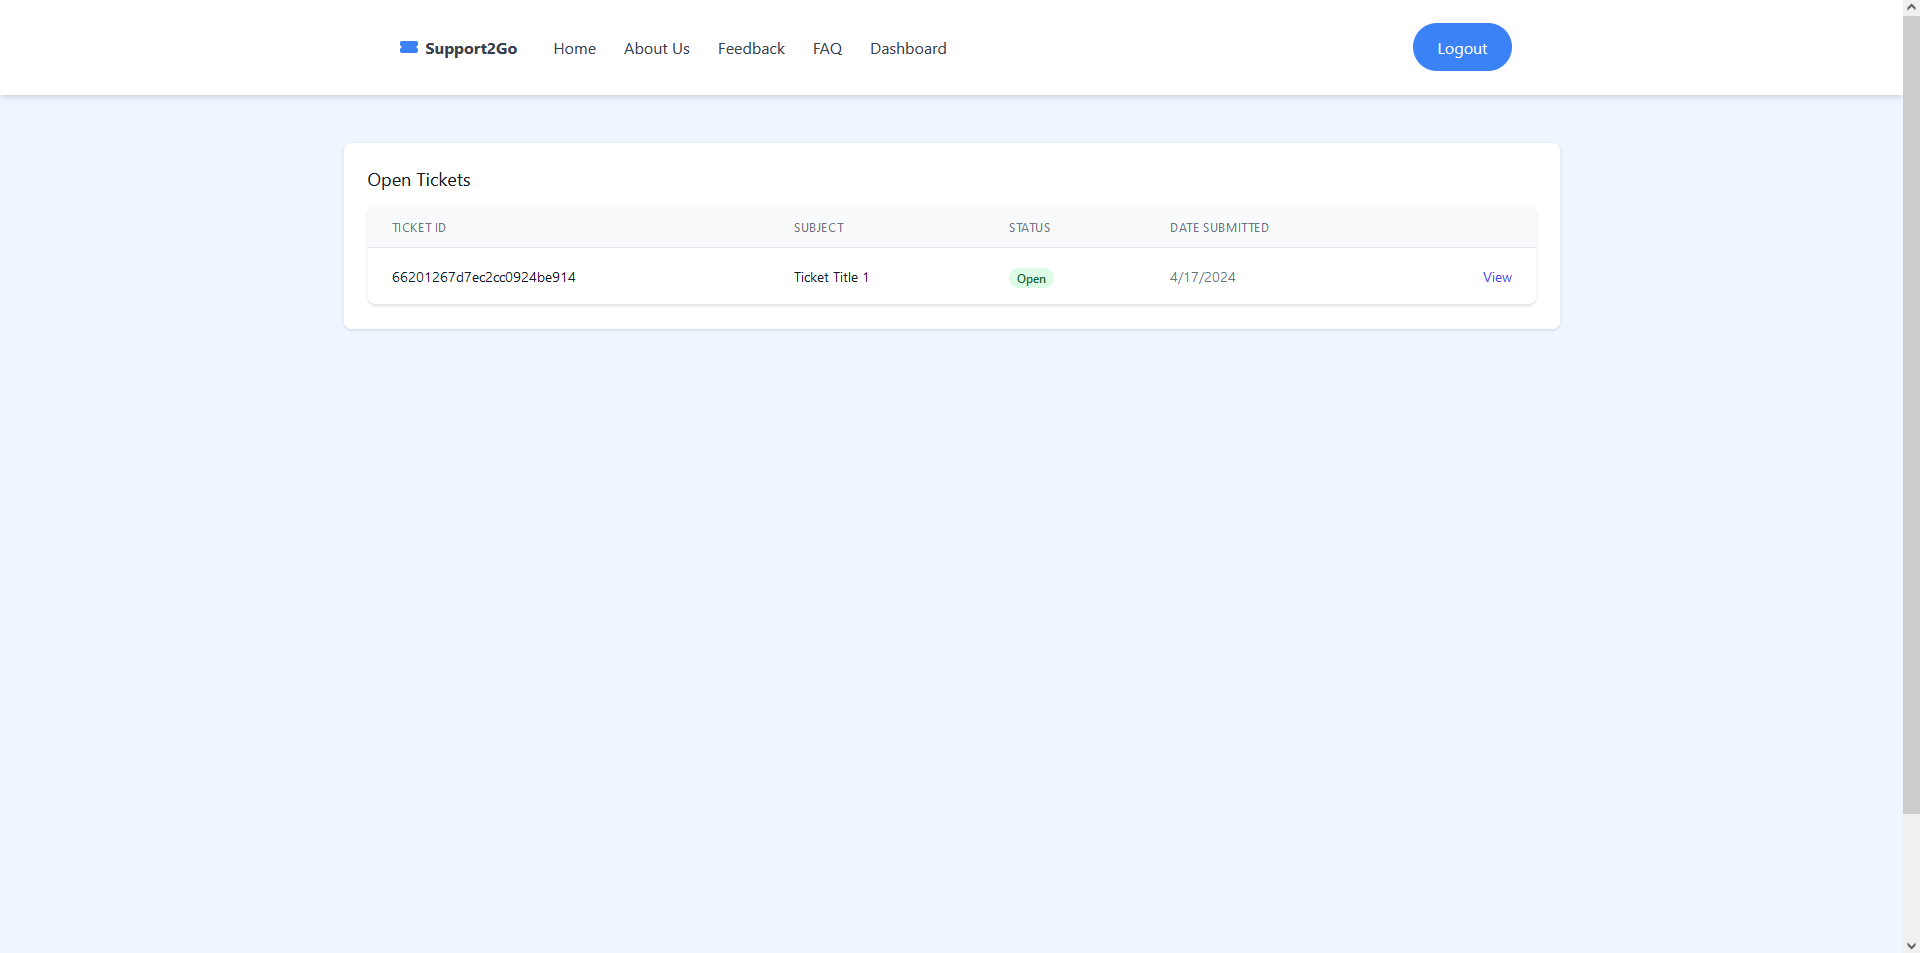 Support2Go Home About Us Feedback FAQ Dashboard Logout
Open Tickets
TICKET ID SUBJECT STATUS DATE SUBMITTED
66201267d7ec2cc0924be914 Ticket Title 1 Open 4/17/2024 View